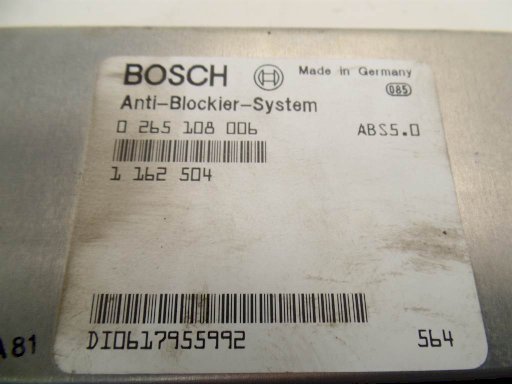 BOSCH Made in Germany
085
Anti-Blockier-System
0 265 108 006 ABS5.0
1 162 504
DI0617955992 564
A81